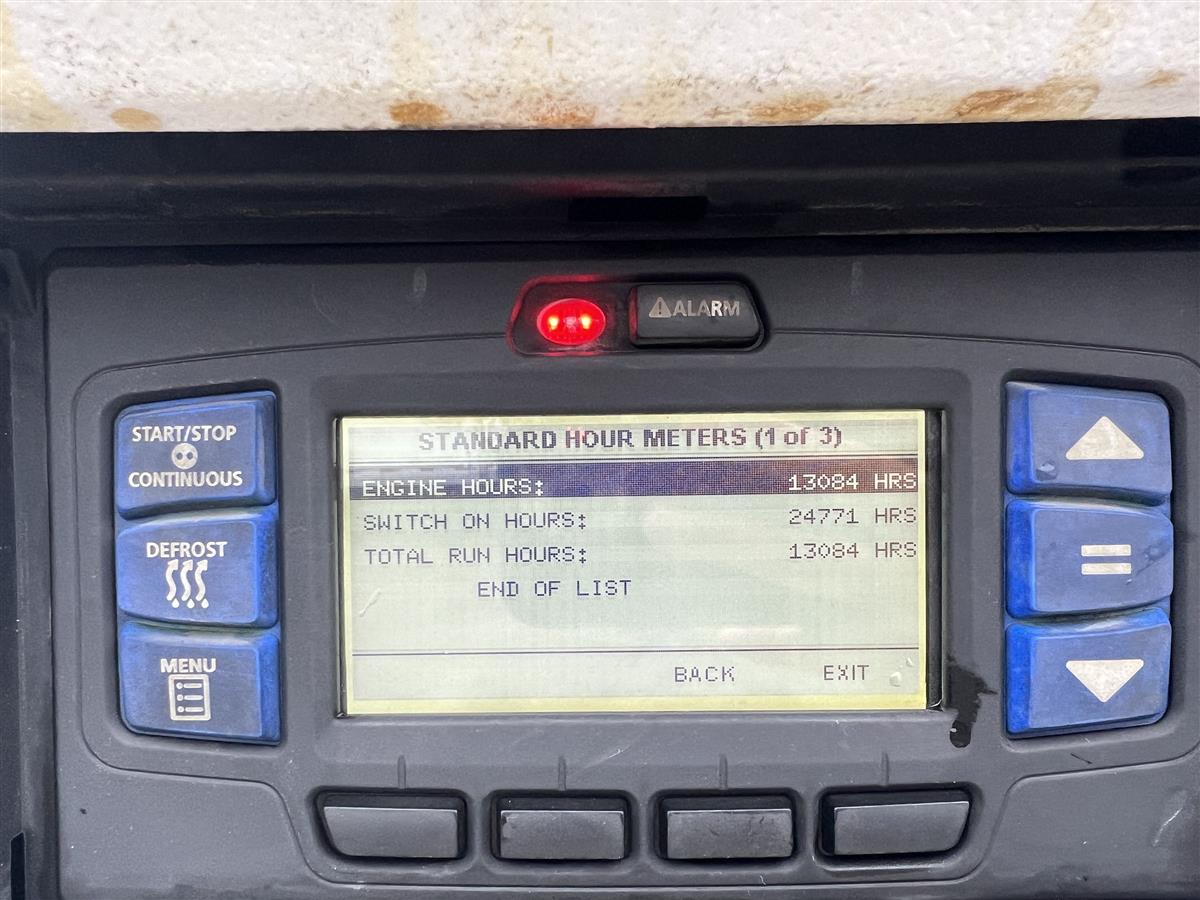 ALARM
START/STOP
CONTINUOUS
DEFROST
MENU
STANDARD HOUR METERS (1 of 3)
ENGINE HOURS: 13084 HRS
SWITCH ON HOURS: 24771 HRS
TOTAL RUN HOURS: 13084 HRS
END OF LIST
BACK EXIT